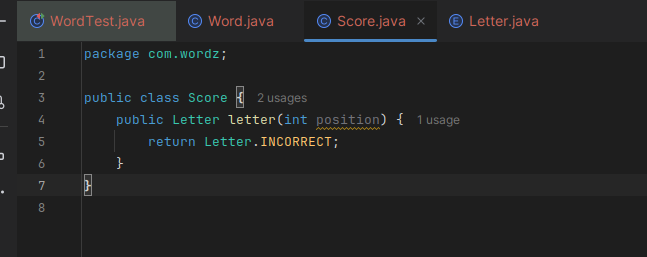 WordTest.java Word.java Score.java Letter.java
1 package com.wordz;
2
3 public class Score { 2 usages
4 public Letter letter(int position) { 1 usage
5 return Letter.INCORRECT;
6 }
7 }
8